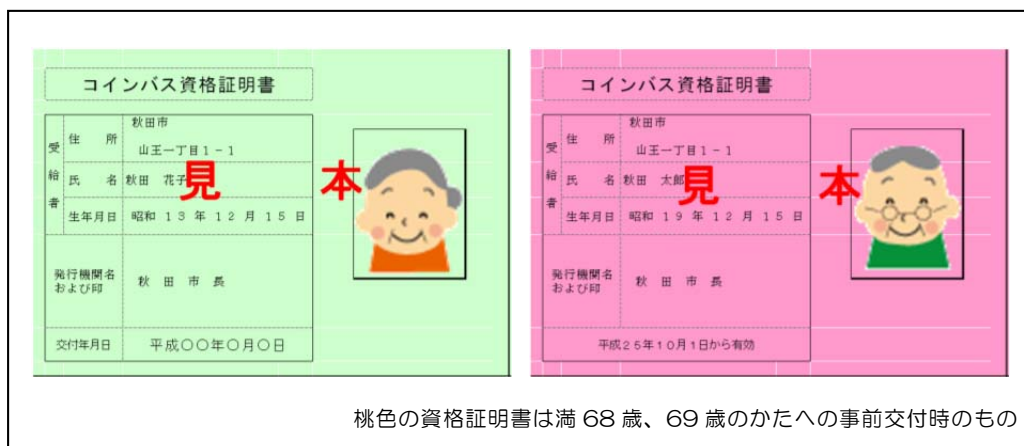 コインバス資格証明書
受給者
住所
秋田市
山王一丁目1-1
氏名 秋田 花子
生年月日 昭和 13 年 12 月 15 日
発行機関名
および印
秋田市長
交付年月日 平成〇〇年〇月〇日
見本
コインバス資格証明書
受給者
住所
秋田市
山王一丁目1-1
氏名 秋田 太郎
生年月日 昭和 19 年 12 月 15 日
発行機関名
および印
秋田市長
平成25年10月1日から有効
見本
桃色の資格証明書は満 68 歳、69 歳のかたへの事前交付時のもの